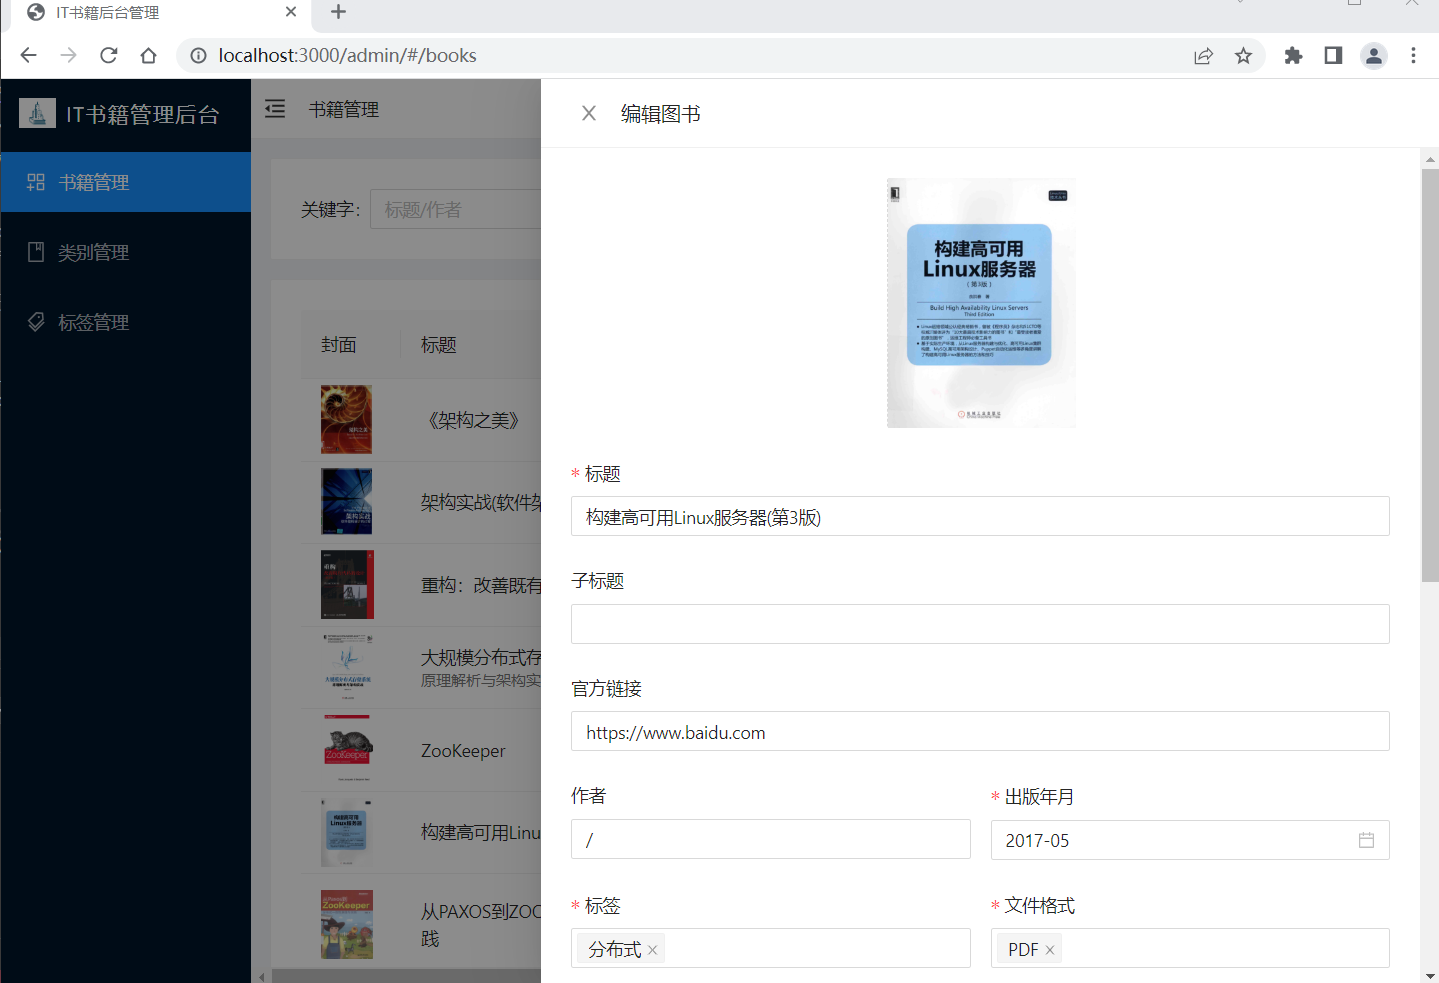 IT书籍后台管理
localhost:3000/admin/#/books
IT书籍管理后台
书籍管理
类别管理
标签管理
书籍管理
关键字：
标题/作者
封面
标题
《架构之美》
架构实战(软件架
重构：改善既有
大规模分布式存
原理解析与架构实
ZooKeeper
构建高可用Linu
从PAXOS到ZOO
践
编辑图书
构建高可用
Linux服务器
（第3版）
Build High Availability Linux Servers
Third Edition
* 标题
构建高可用Linux服务器(第3版)
子标题
官方链接
https://www.baidu.com
作者
/
* 出版年月
2017-05
* 标签
分布式
* 文件格式
PDF